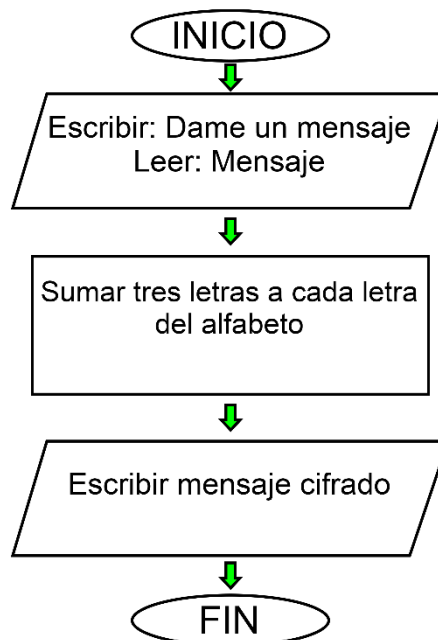 INICIO
Escribir: Dame un mensaje
Leer: Mensaje
Sumar tres letras a cada letra
del alfabeto
Escribir mensaje cifrado
FIN